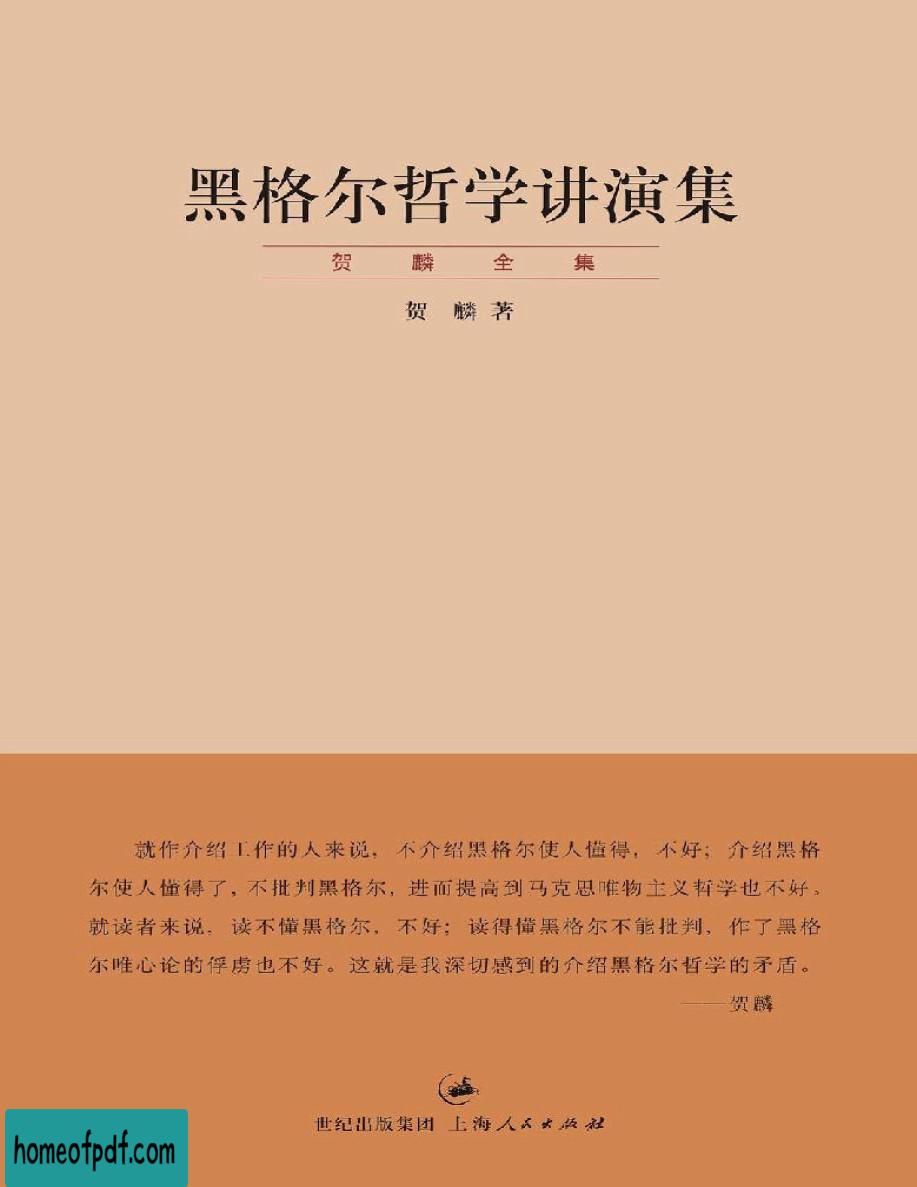 黑格尔哲学讲演集
贺麟全集
贺 麟 著
就作介绍工作的人来说，不介绍黑格尔使人懂得，不好；介绍黑格
尔使人懂得了，不批判黑格尔，进而提高到马克思唯物主义哲学也不好。
就读者来说，读不懂黑格尔，不好；读得懂黑格尔不能批判，作了黑格
尔唯心论的俘虏也不好。这就是我深切感到的介绍黑格尔哲学的矛盾。
——贺麟
世纪出版集团 上海人民出版社
homeofpdf.com